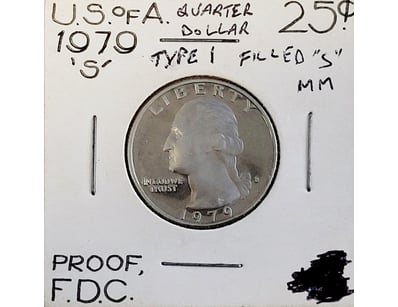 U.S. OF A. QUARTER DOLLAR 25¢
1979 TYPE 1 FILLED "S"
'S' MM
LIBERTY
IN GOD WE
TRUST
S
1979
PROOF,
F.D.C.